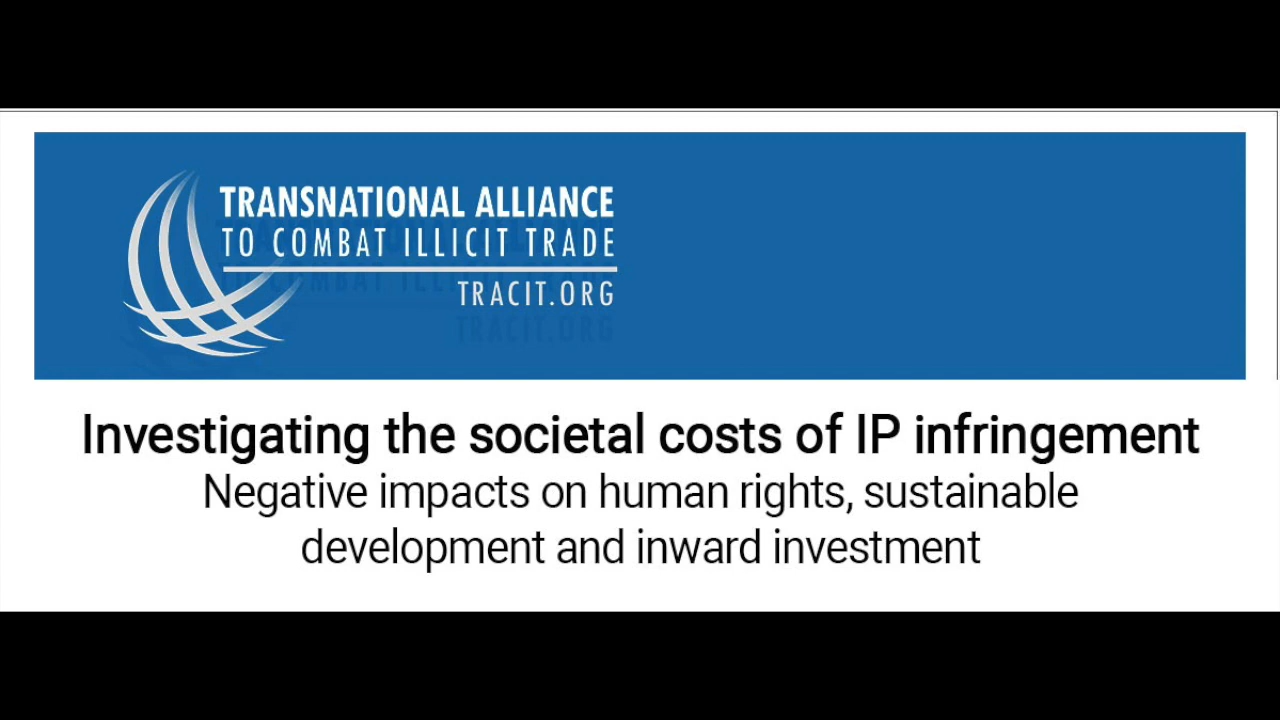 TRANSNATIONAL ALLIANCE
TO COMBAT ILLICIT TRADE
TRACIT.ORG
Investigating the societal costs of IP infringement
Negative impacts on human rights, sustainable
development and inward investment